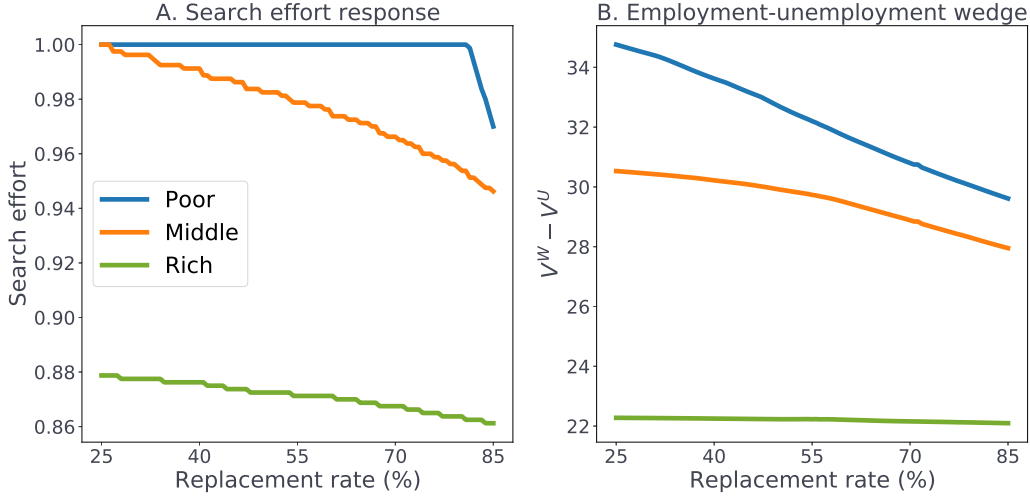 A. Search effort response
1.00
0.98
0.96
0.94
0.92
0.90
0.88
0.86
Search effort
Poor
Middle
Rich
25 40 55 70 85
Replacement rate (%)
B. Employment-unemployment wedge
34
32
30
28
26
24
22
V^W − V^U
25 40 55 70 85
Replacement rate (%)